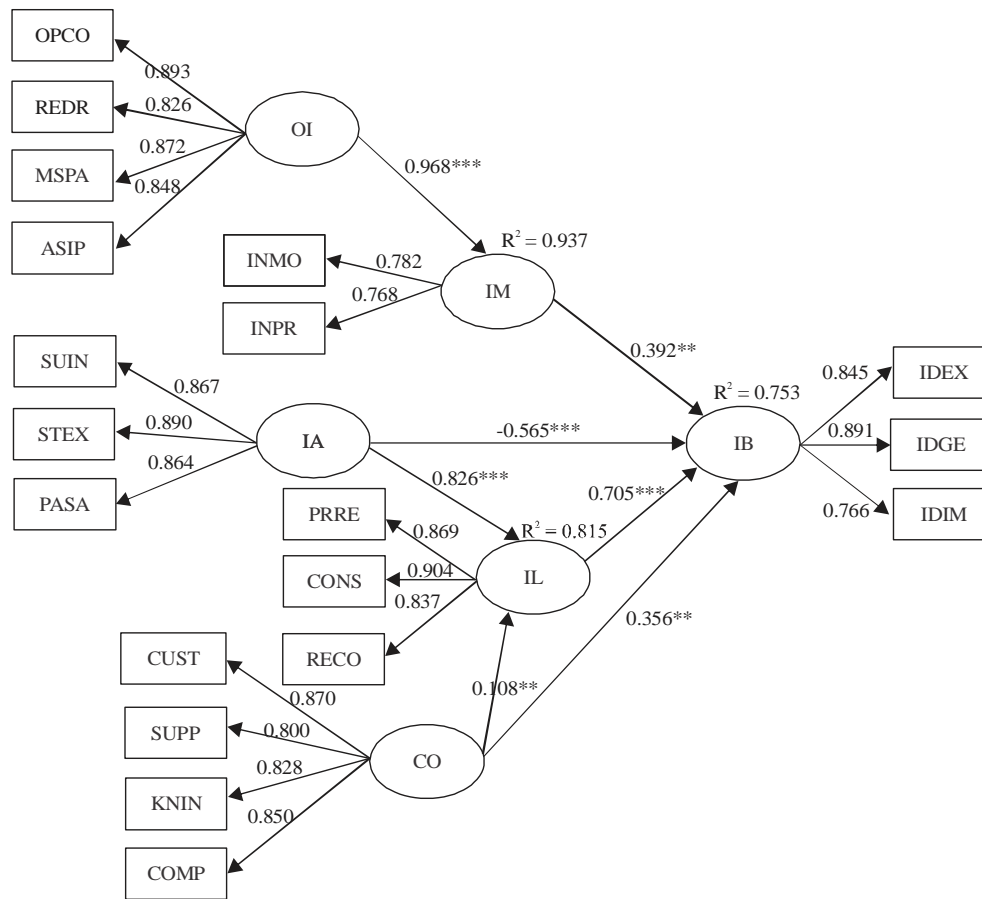 OPCO
0.893
REDR
0.826
OI
MSPA
0.872
0.968***
0.848
ASIP
R² = 0.937
INMO
0.782
IM
0.768
INPR
0.392**
SUIN
0.867
R² = 0.753
0.845
IDEX
STEX
0.890
IA
-0.565***
IB
0.891
IDGE
PASA
0.864
0.826***
0.705***
0.766
IDIM
PRRE
0.869
R² = 0.815
CONS
0.904
IL
0.837
0.356**
RECO
CUST
0.870
0.108**
SUPP
0.800
CO
KNIN
0.828
0.850
COMP